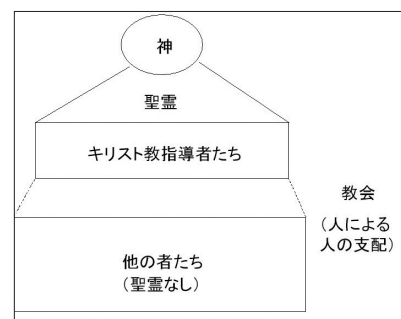 神
聖霊
キリスト教指導者たち
教会
(人による
人の支配)
他の者たち
(聖霊なし)